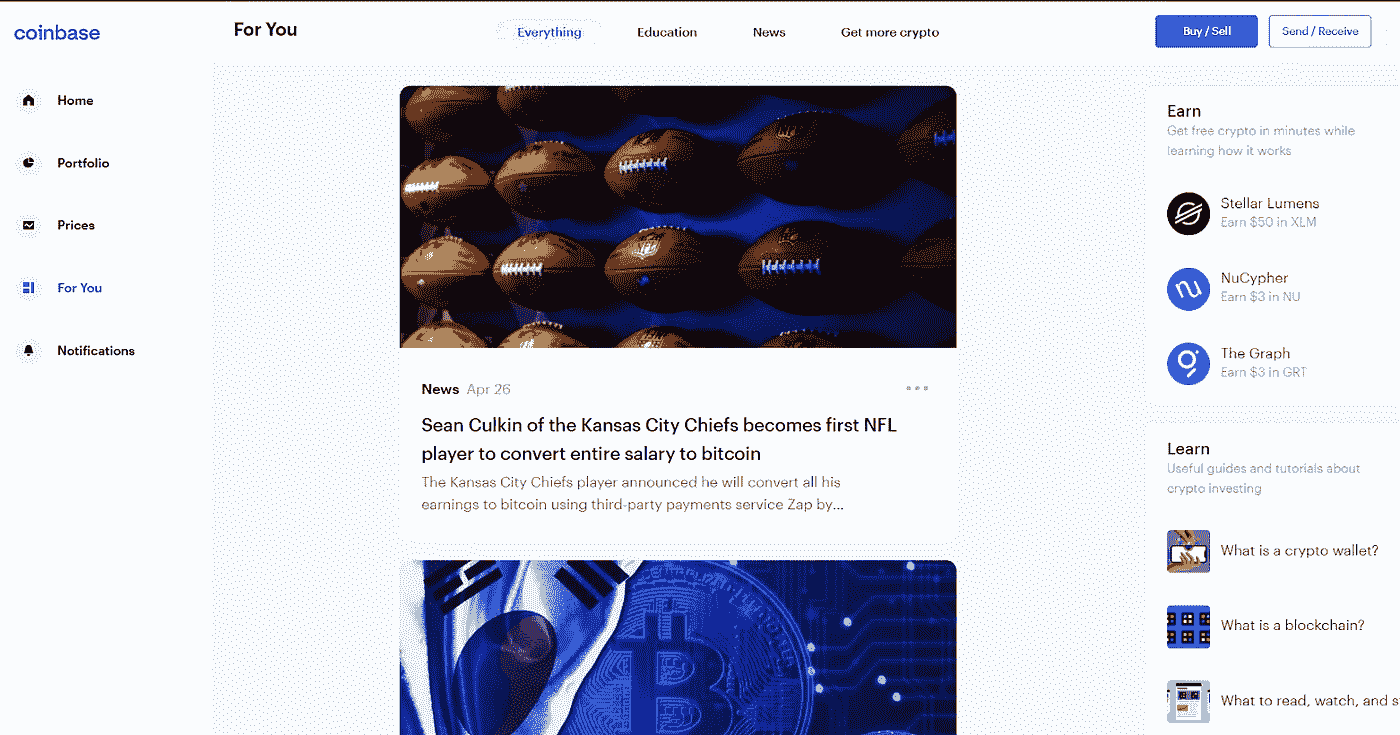 coinbase
For You
Everything
Education
News
Get more crypto
Buy / Sell
Send / Receive
Home
Portfolio
Prices
For You
Notifications
News Apr 26
Sean Culkin of the Kansas City Chiefs becomes first NFL
player to convert entire salary to bitcoin
The Kansas City Chiefs player announced he will convert all his
earnings to bitcoin using third-party payments service Zap by...
Earn
Get free crypto in minutes while
learning how it works
Stellar Lumens
Earn $50 in XLM
NuCypher
Earn $3 in NU
The Graph
Earn $3 in GRT
Learn
Useful guides and tutorials about
crypto investing
What is a crypto wallet?
What is a blockchain?
What to read, watch, and